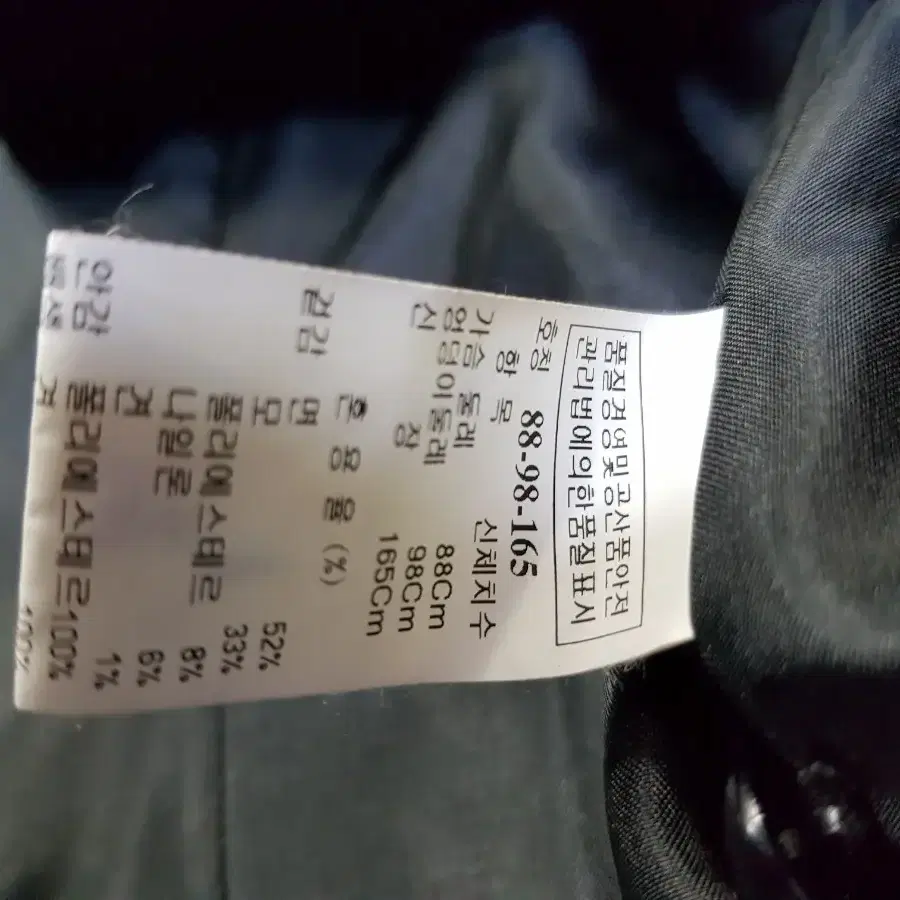 품질경영및공산품안전
관리법에의한품질표시
호칭 88-98-165
항 목 신체치수
가슴 둘레 88Cm
엉덩이둘레 98Cm
신 장 165Cm
혼 용 율 (%)
겉감 면 52%
모 33%
폴리에스테르 8%
나일론 6%
견 1%
안감 폴리에스테르100%
견 100%